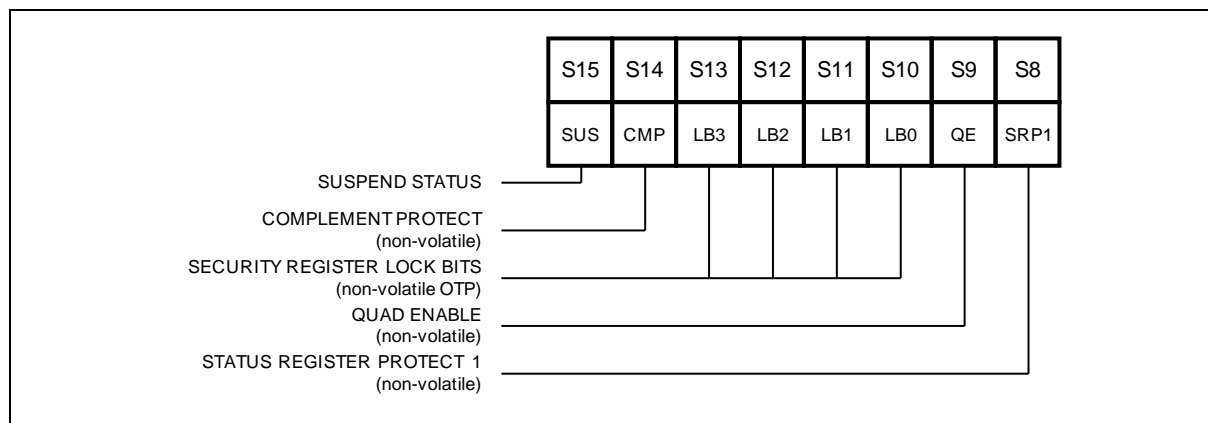 S15 S14 S13 S12 S11 S10 S9 S8
SUS CMP LB3 LB2 LB1 LB0 QE SRP1
SUSPEND STATUS
COMPLEMENT PROTECT
(non-volatile)
SECURITY REGISTER LOCK BITS
(non-volatile OTP)
QUAD ENABLE
(non-volatile)
STATUS REGISTER PROTECT 1
(non-volatile)